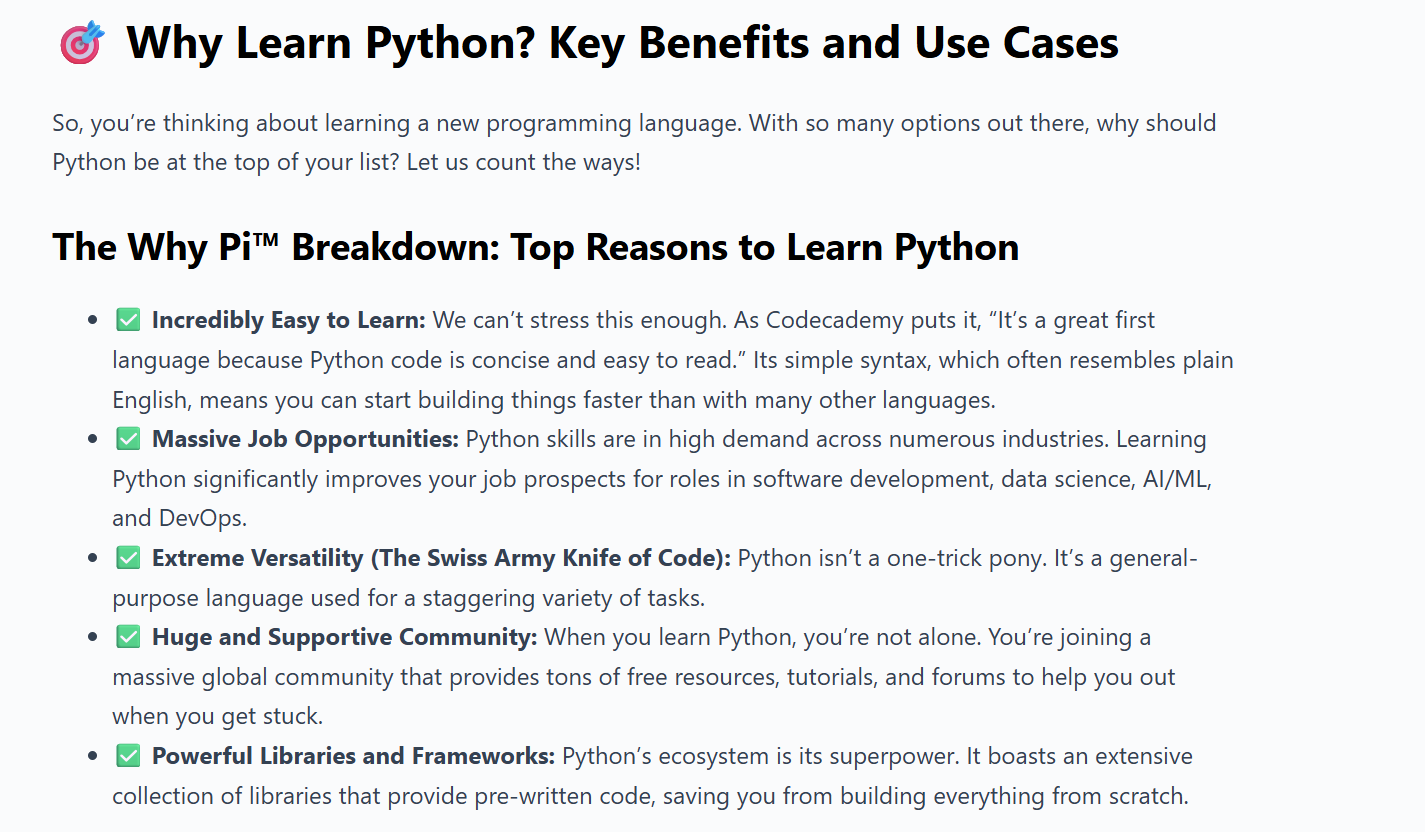 🎯 Why Learn Python? Key Benefits and Use Cases
So, you’re thinking about learning a new programming language. With so many options out there, why should
Python be at the top of your list? Let us count the ways!
The Why Pi™ Breakdown: Top Reasons to Learn Python
• ✅ Incredibly Easy to Learn: We can’t stress this enough. As Codecademy puts it, “It’s a great first
language because Python code is concise and easy to read.” Its simple syntax, which often resembles plain
English, means you can start building things faster than with many other languages.
• ✅ Massive Job Opportunities: Python skills are in high demand across numerous industries. Learning
Python significantly improves your job prospects for roles in software development, data science, AI/ML,
and DevOps.
• ✅ Extreme Versatility (The Swiss Army Knife of Code): Python isn’t a one-trick pony. It’s a general-
purpose language used for a staggering variety of tasks.
• ✅ Huge and Supportive Community: When you learn Python, you’re not alone. You’re joining a
massive global community that provides tons of free resources, tutorials, and forums to help you out
when you get stuck.
• ✅ Powerful Libraries and Frameworks: Python’s ecosystem is its superpower. It boasts an extensive
collection of libraries that provide pre-written code, saving you from building everything from scratch.